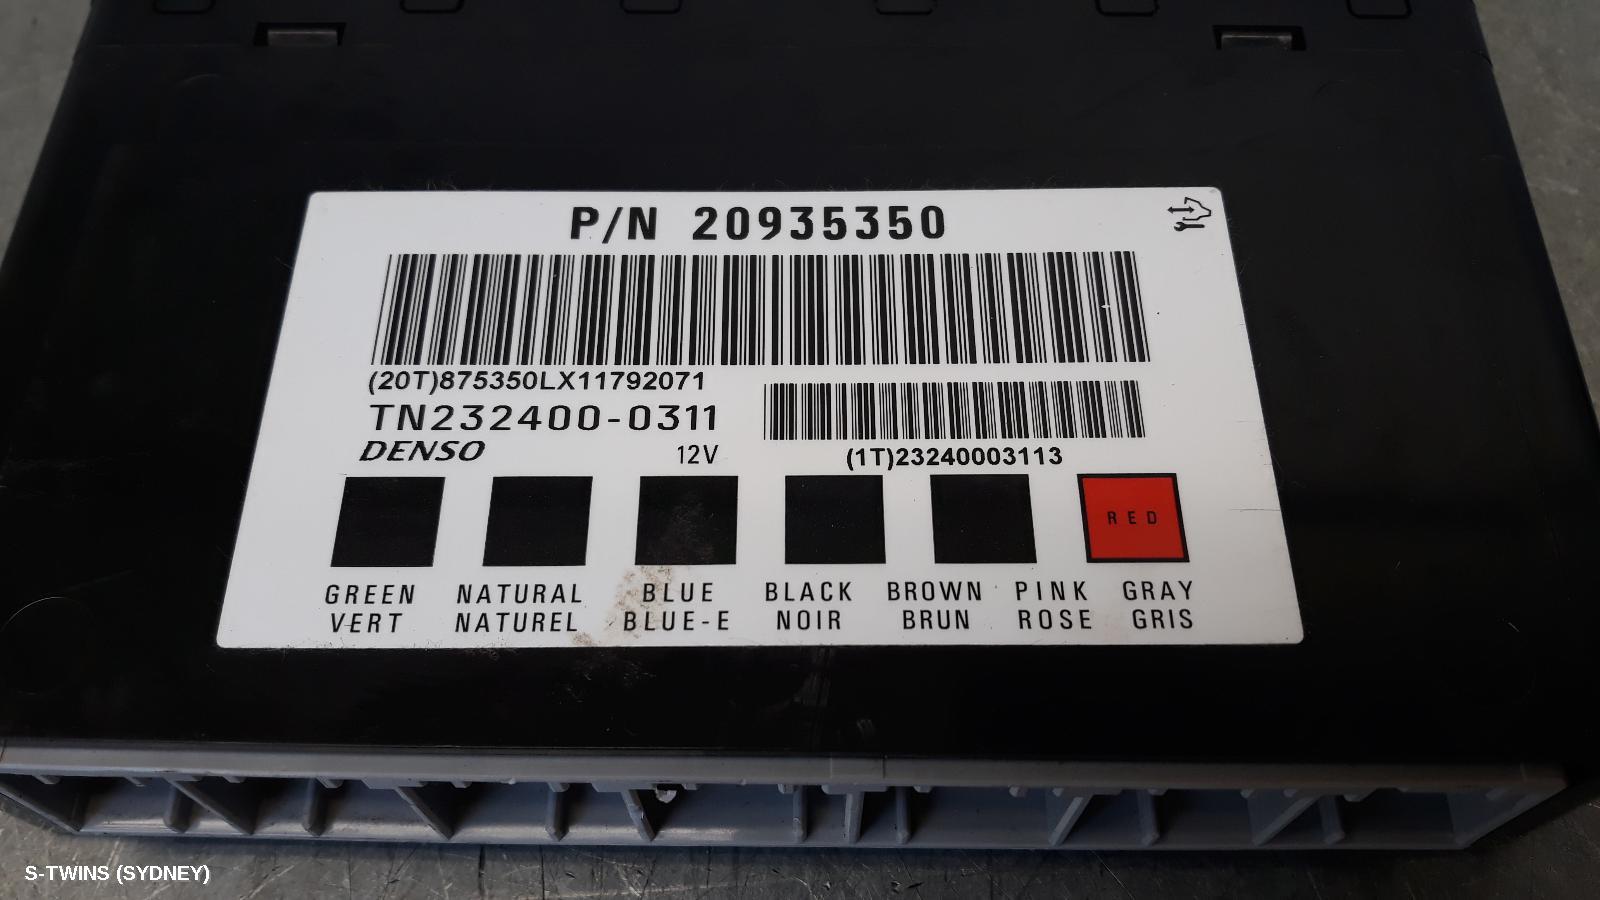 P/N 20935350
(20T)875350LX11792071
TN232400-0311
DENSO 12V
(1T)23240003113
RED
GREEN NATURAL BLUE BLACK BROWN PINK GRAY
VERT NATUREL BLUE-E NOIR BRUN ROSE GRIS
S-TWINS (SYDNEY)